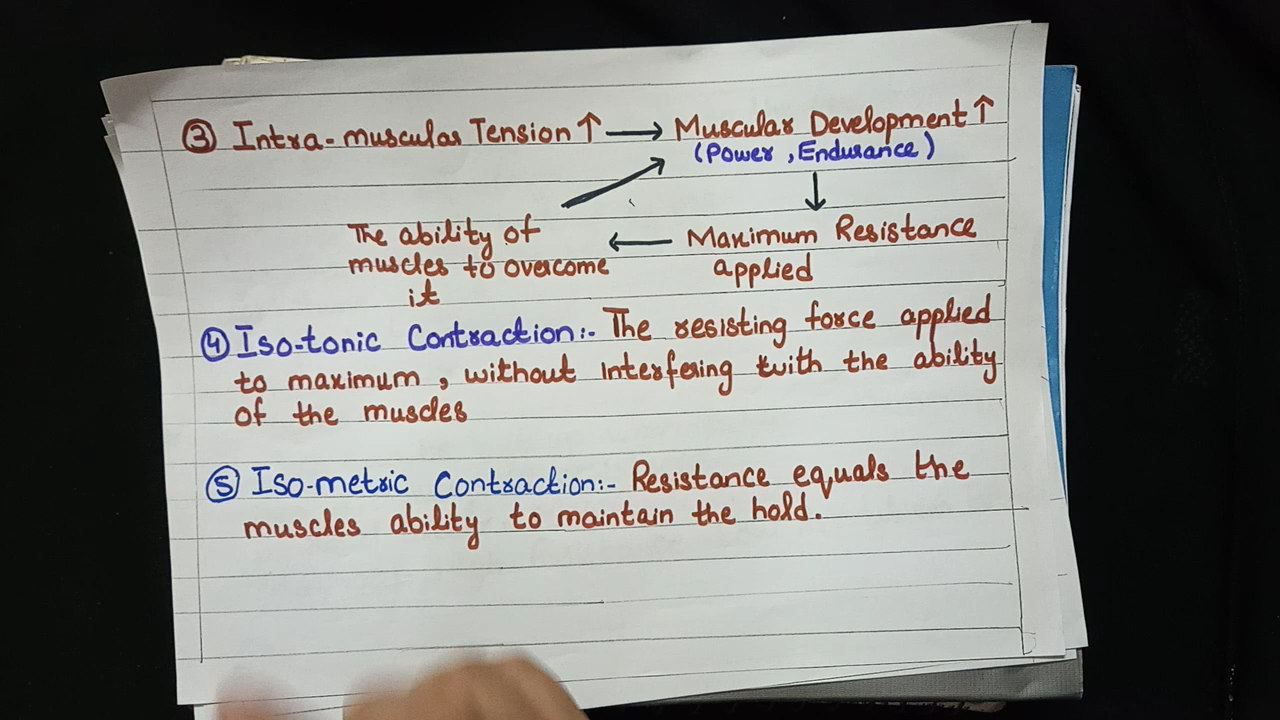 ③ Intra-muscular Tension↑ → Muscular Development↑
(Power, Endurance)
The ability of ← Maximum Resistance
muscles to overcome applied
it
④ Iso-tonic Contraction:- The resisting force applied
to maximum, without interfering with the ability
of the muscles
⑤ Iso-metric Contraction:- Resistance equals the
muscles ability to maintain the hold.